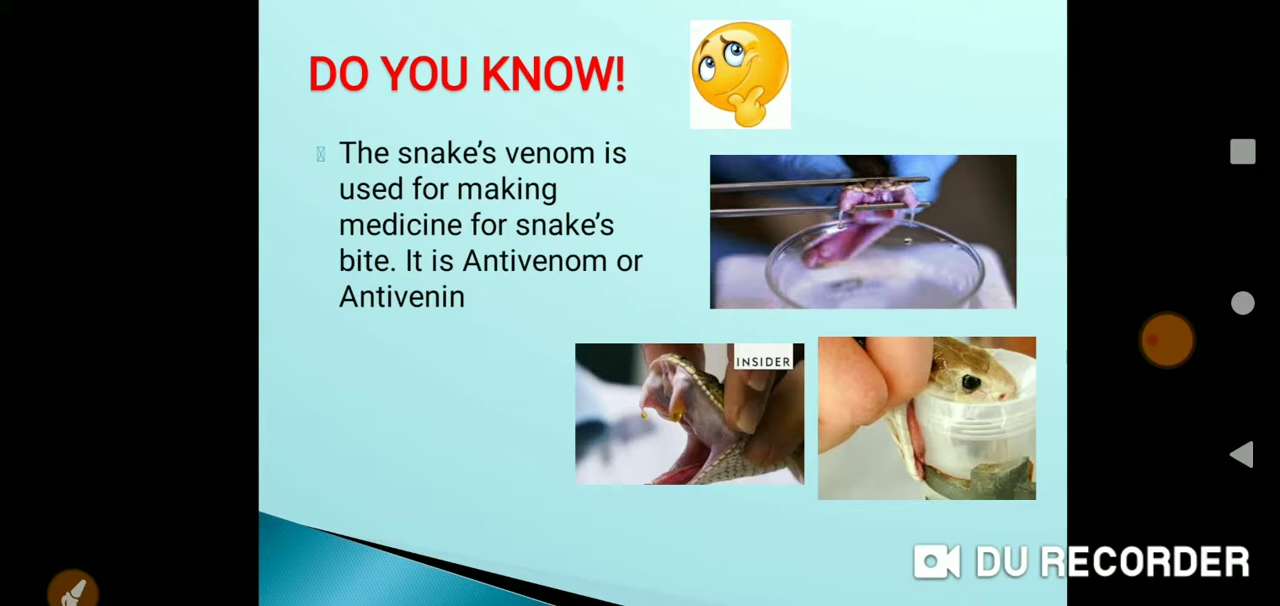 DO YOU KNOW!
The snake’s venom is
used for making
medicine for snake’s
bite. It is Antivenom or
Antivenin
INSIDER
DU RECORDER